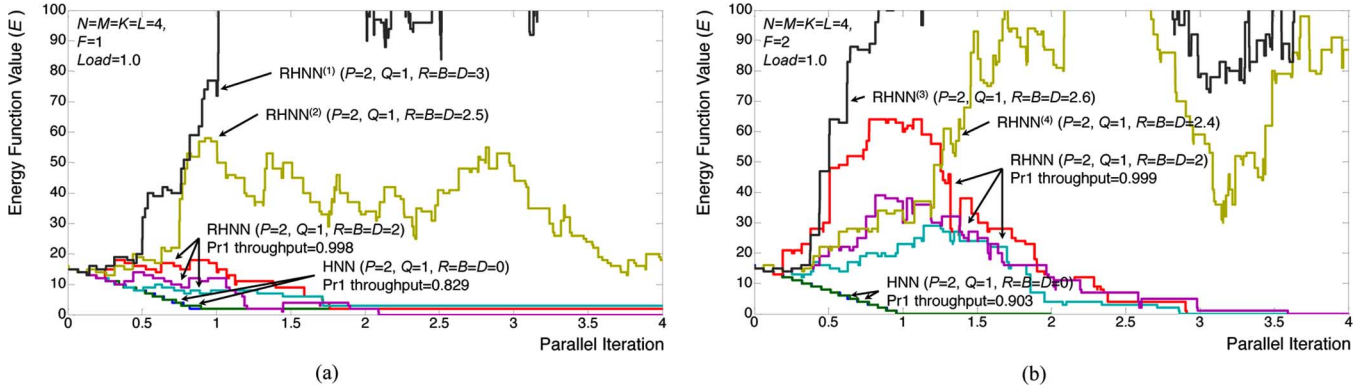 Energy Function Value (E)
100
90
80
70
60
50
40
30
20
10
0
N=M=K=L=4,
F=1
Load=1.0
RHNN(1) (P=2, Q=1, R=B=D=3)
RHNN(2) (P=2, Q=1, R=B=D=2.5)
RHNN (P=2, Q=1, R=B=D=2)
Pr1 throughput=0.998
HNN (P=2, Q=1, R=B=D=0)
Pr1 throughput=0.829
0 0.5 1 1.5 2 2.5 3 3.5 4
Parallel Iteration
(a)
Energy Function Value (E)
100
90
80
70
60
50
40
30
20
10
0
N=M=K=L=4,
F=2
Load=1.0
RHNN(3) (P=2, Q=1, R=B=D=2.6)
RHNN(4) (P=2, Q=1, R=B=D=2.4)
RHNN (P=2, Q=1, R=B=D=2)
Pr1 throughput=0.999
HNN (P=2, Q=1, R=B=D=0)
Pr1 throughput=0.903
0 0.5 1 1.5 2 2.5 3 3.5 4
Parallel Iteration
(b)